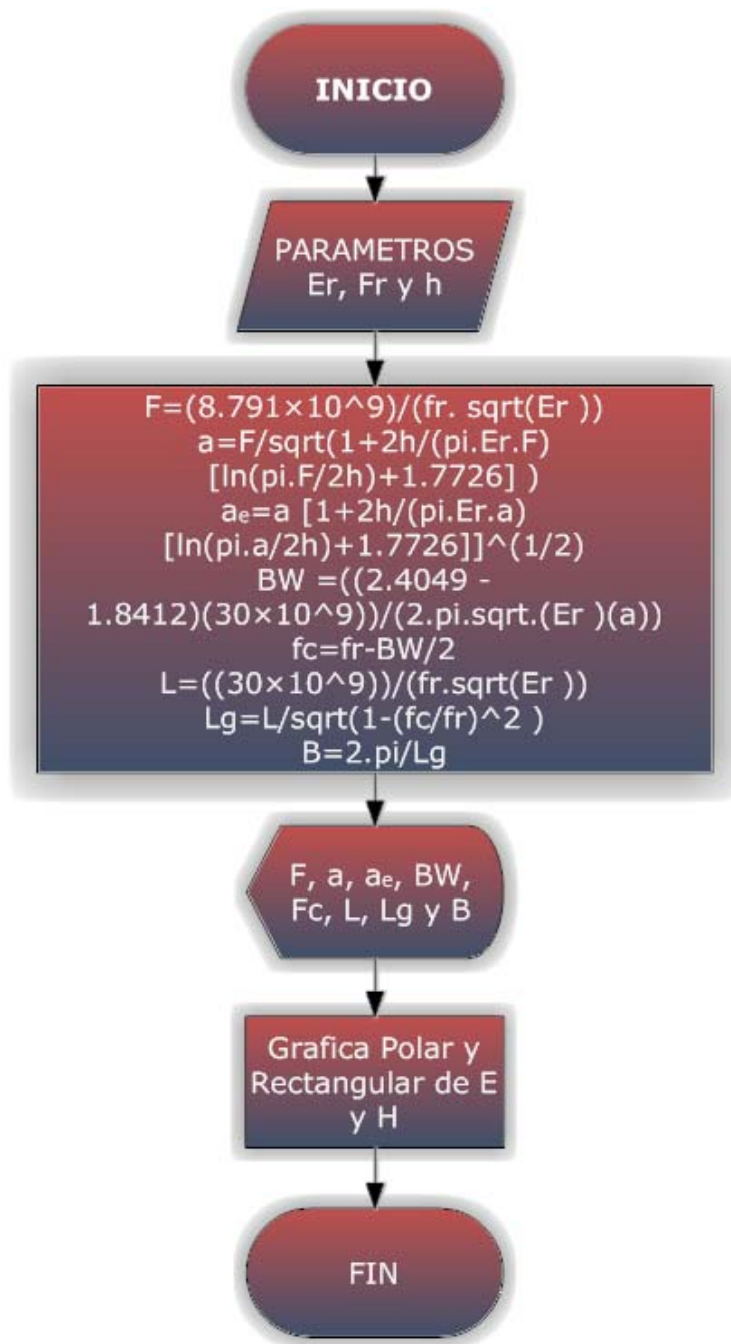 INICIO
PARAMETROS
Er, Fr y h
F=(8.791×10^9)/(fr. sqrt(Er ))
a=F/sqrt(1+2h/(pi.Er.F)
[ln(pi.F/2h)+1.7726] )
aₑ=a [1+2h/(pi.Er.a)
[ln(pi.a/2h)+1.7726]]^(1/2)
BW =((2.4049 -
1.8412)(30×10^9))/(2.pi.sqrt.(Er )(a))
fc=fr-BW/2
L=((30×10^9))/(fr.sqrt(Er ))
Lg=L/sqrt(1-(fc/fr)^2 )
B=2.pi/Lg
F, a, aₑ, BW,
Fc, L, Lg y B
Grafica Polar y
Rectangular de E
y H
FIN